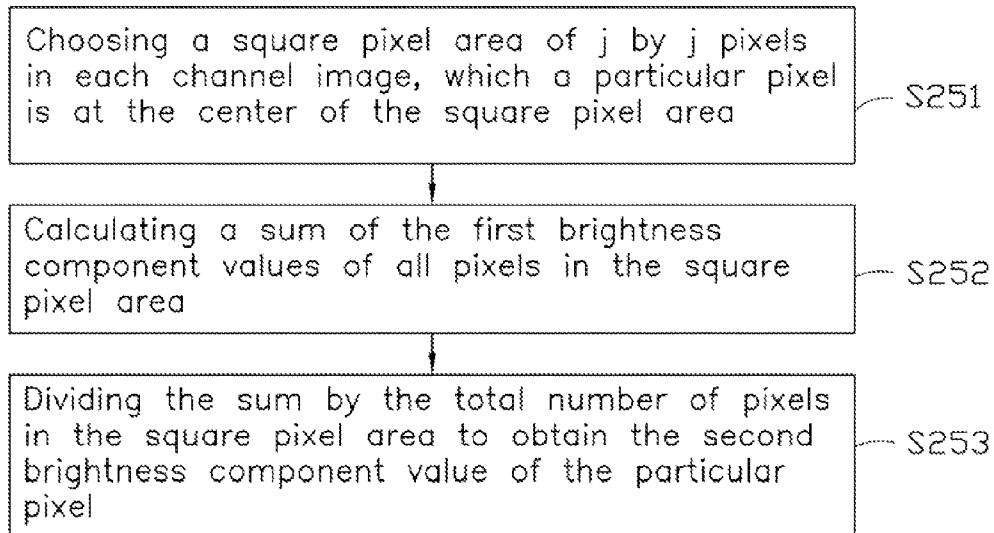 Choosing a square pixel area of j by j pixels
in each channel image, which a particular pixel
is at the center of the square pixel area
S251
Calculating a sum of the first brightness
component values of all pixels in the square
pixel area
S252
Dividing the sum by the total number of pixels
in the square pixel area to obtain the second
brightness component value of the particular
pixel
S253